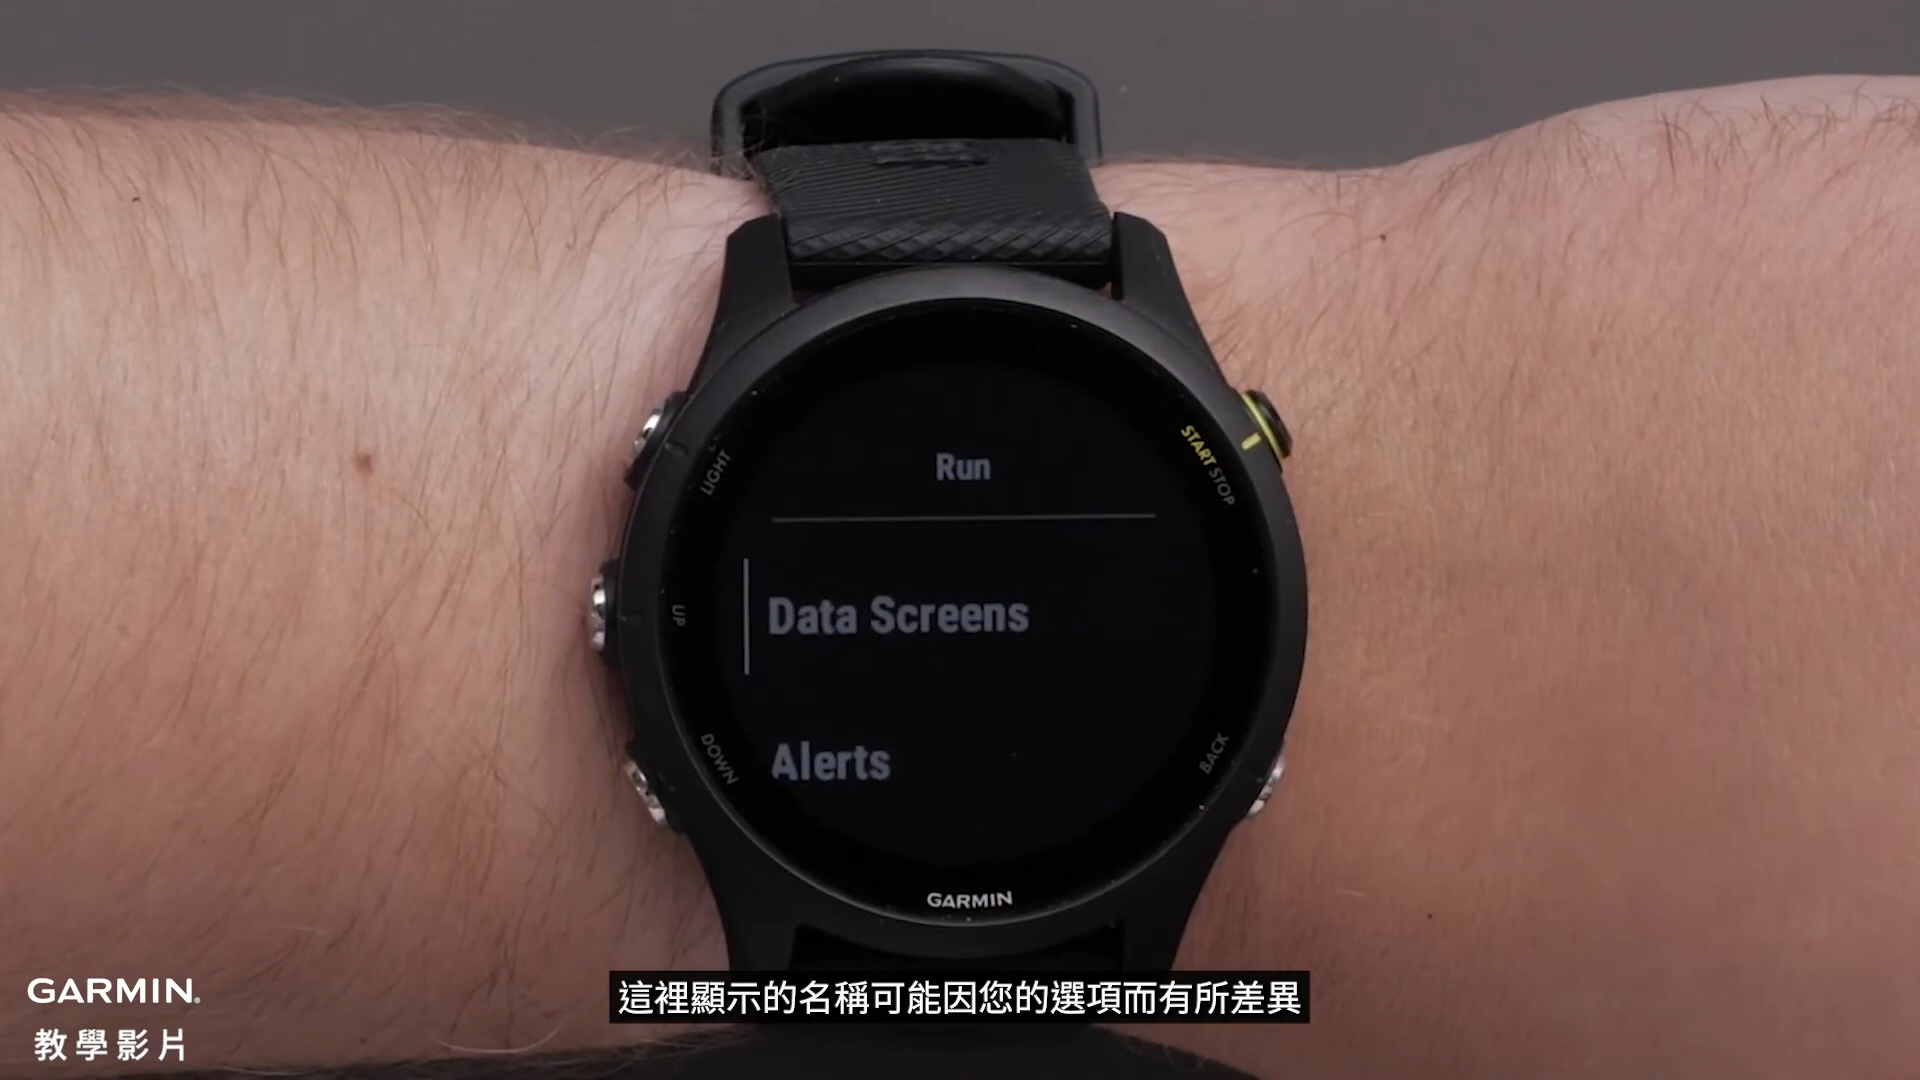 Run
START STOP
LIGHT
UP
Data Screens
DOWN
Alerts
BACK
GARMIN
GARMIN®
教學影片
這裡顯示的名稱可能因您的選項而有所差異